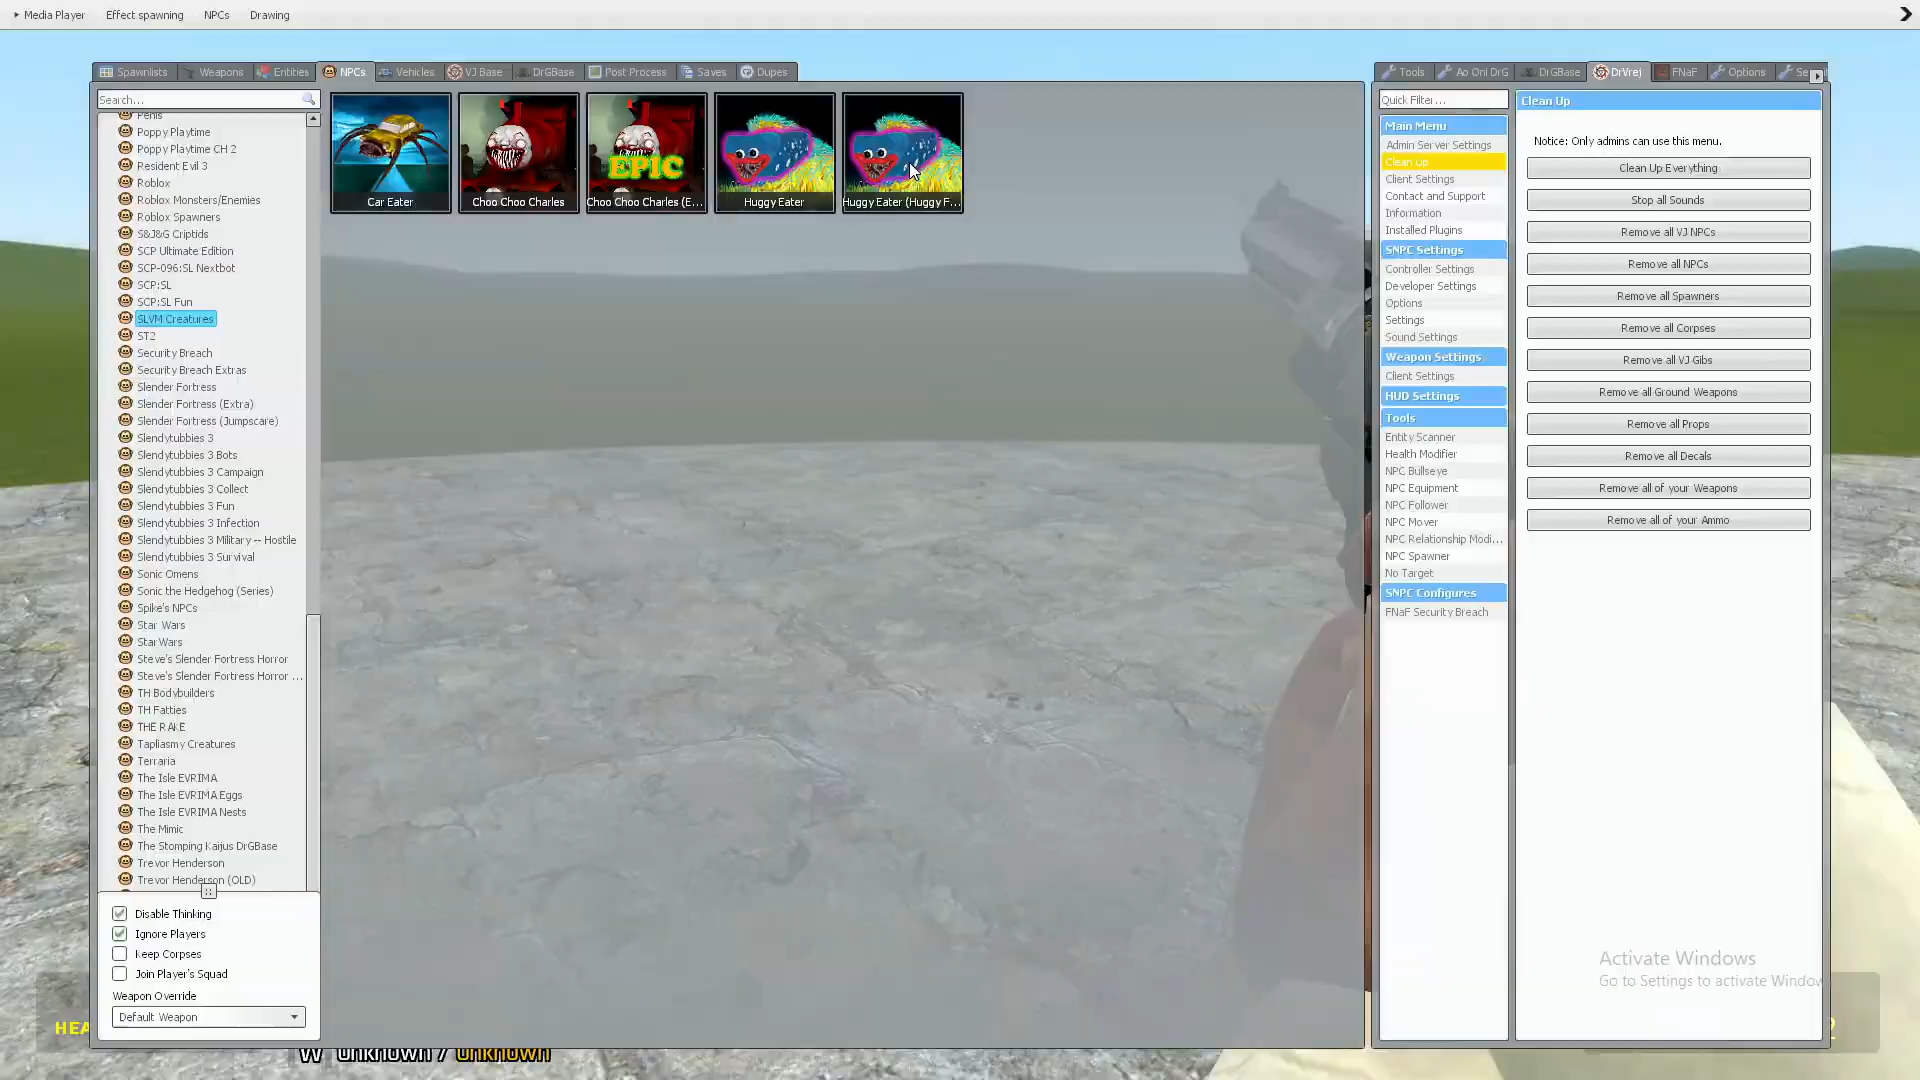 Media Player Effect spawning NPCs Drawing
Spawnlists Weapons Entities NPCs Vehicles VJ Base DrGBase Post Process Saves Dupes
Tools Ao Oni DrG DrGBase DrVrej FNaF Options
Search...
Penis
Poppy Playtime
Poppy Playtime CH 2
Resident Evil 3
Roblox
Roblox Monsters/Enemies
Roblox Spawners
S&J&G Criptids
SCP Ultimate Edition
SCP-096:SL Nextbot
SCP:SL
SCP:SL Fun
SLVM Creatures
ST2
Security Breach
Security Breach Extras
Slender Fortress
Slender Fortress (Extra)
Slender Fortress (Jumpscare)
Slendytubbies 3
Slendytubbies 3 Bots
Slendytubbies 3 Campaign
Slendytubbies 3 Collect
Slendytubbies 3 Fun
Slendytubbies 3 Infection
Slendytubbies 3 Military -- Hostile
Slendytubbies 3 Survival
Sonic Omens
Sonic the Hedgehog (Series)
Spike's NPCs
Star Wars
StarWars
Steve's Slender Fortress Horror
Steve's Slender Fortress Horror ...
TH Bodybuilders
TH Fatties
THE RAKE
Tapliasmy Creatures
Terraria
The Isle EVRIMA
The Isle EVRIMA Eggs
The Isle EVRIMA Nests
The Mimic
The Stomping Kaijus DrGBase
Trevor Henderson
Trevor Henderson (OLD)
Disable Thinking
Ignore Players
Keep Corpses
Join Player's Squad
Weapon Override
Default Weapon
EPIC
Car Eater Choo Choo Charles Choo Choo Charles (E... Huggy Eater Huggy Eater (Huggy F...
Quick Filter...
Main Menu
Admin Server Settings
Clean Up
Client Settings
Contact and Support
Information
Installed Plugins
SNPC Settings
Controller Settings
Developer Settings
Options
Settings
Sound Settings
Weapon Settings
Client Settings
HUD Settings
Tools
Entity Scanner
Health Modifier
NPC Bullseye
NPC Equipment
NPC Follower
NPC Mover
NPC Relationship Modi...
NPC Spawner
No Target
SNPC Configures
FNaF Security Breach
Clean Up
Notice: Only admins can use this menu.
Clean Up Everything
Stop all Sounds
Remove all VJ NPCs
Remove all NPCs
Remove all Spawners
Remove all Corpses
Remove all VJ Gibs
Remove all Ground Weapons
Remove all Props
Remove all Decals
Remove all of your Weapons
Remove all of your Ammo
Activate Windows
Go to Settings to activate Window
HEA
W unknown / unknown